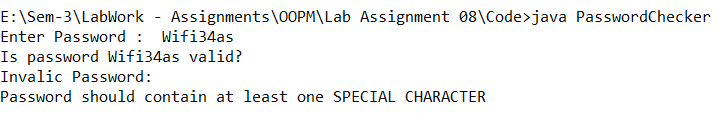 E:\Sem-3\LabWork - Assignments\OOPM\Lab Assignment 08\Code>java PasswordChecker
Enter Password :  Wifi34as
Is password Wifi34as valid?
Invalic Password:
Password should contain at least one SPECIAL CHARACTER